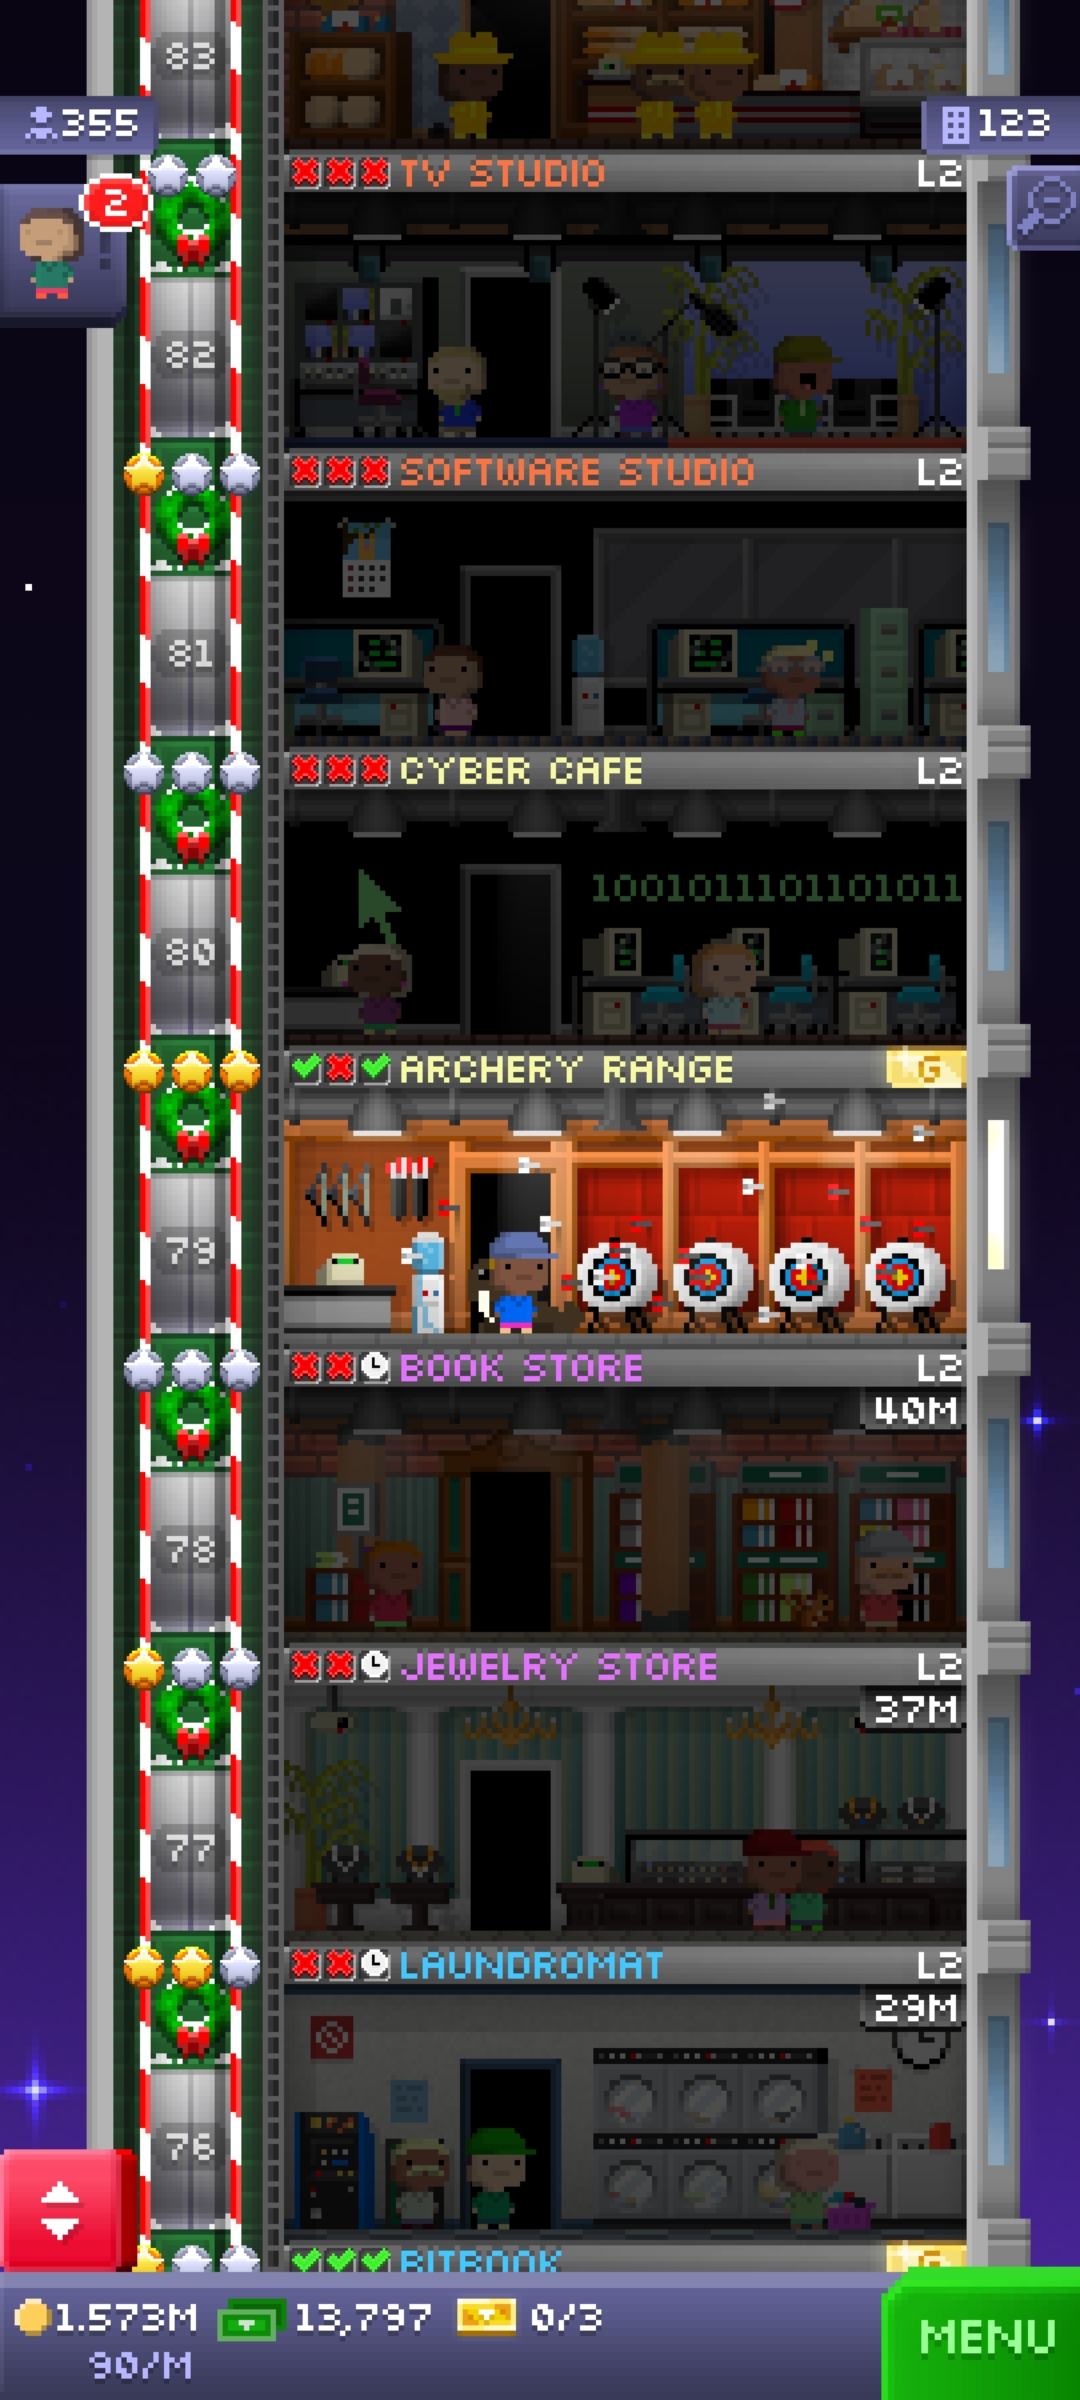 83
355
123
TV STUDIO L2
2
82
SOFTWARE STUDIO L2
81
CYBER CAFE L2
80
1001011101101011
ARCHERY RANGE G
79
BOOK STORE L2
40M
78
JEWELRY STORE L2
37M
77
LAUNDROMAT L2
29M
76
BITBOOK G
1.573M 13,797 0/3
90/M
MENU